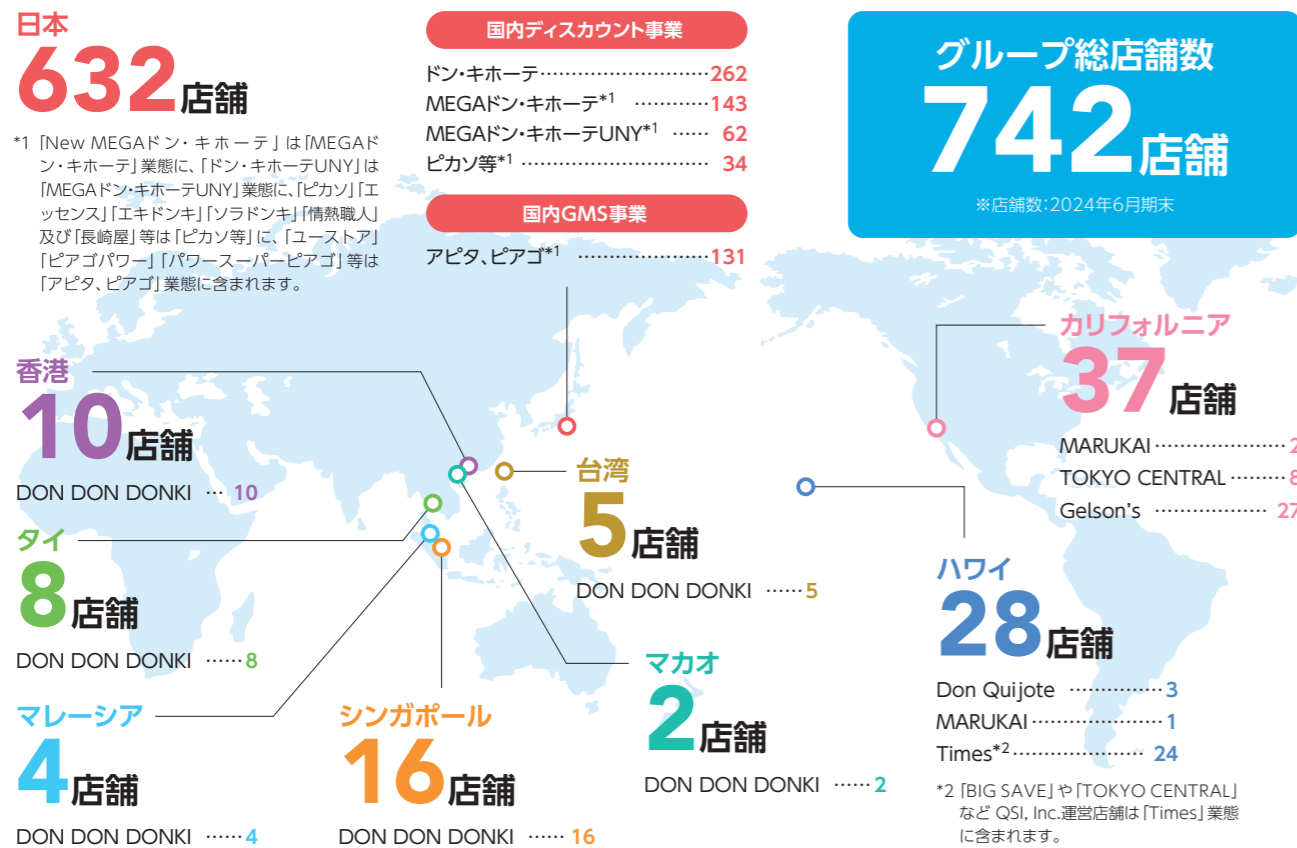 日本
632店舗
*1 「New MEGAドン・キホーテ」は「MEGAド
ン・キホーテ」業態に、「ドン・キホーテUNY」は
「MEGAドン・キホーテUNY」業態に、「ピカソ」「エ
ッセンス」「エキドンキ」「ソラドンキ」「情熱職人」
及び「長崎屋」等は「ピカソ等」に、「ユーストア」
「ピアゴパワー」「パワースーパーピアゴ」等は
「アピタ、ピアゴ」業態に含まれます。
国内ディスカウント事業
ドン・キホーテ…………………………262
MEGAドン・キホーテ*1 …………143
MEGAドン・キホーテUNY*1 …… 62
ピカソ等*1 ………………………… 34
国内GMS事業
アピタ、ピアゴ*1 …………………131
グループ総店舗数
742店舗
※店舗数:2024年6月期末
香港
10店舗
DON DON DONKI … 10
タイ
8店舗
DON DON DONKI ……8
マレーシア
4店舗
DON DON DONKI ……4
シンガポール
16店舗
DON DON DONKI …… 16
台湾
5店舗
DON DON DONKI ……5
マカオ
2店舗
DON DON DONKI ……2
カリフォルニア
37店舗
MARUKAI…………………2
TOKYO CENTRAL………8
Gelson's ……………… 27
ハワイ
28店舗
Don Quijote ……………3
MARUKAI…………………1
Times*2………………… 24
*2 「BIG SAVE」や「TOKYO CENTRAL」
など QSI, Inc.運営店舗は「Times」業態
に含まれます。